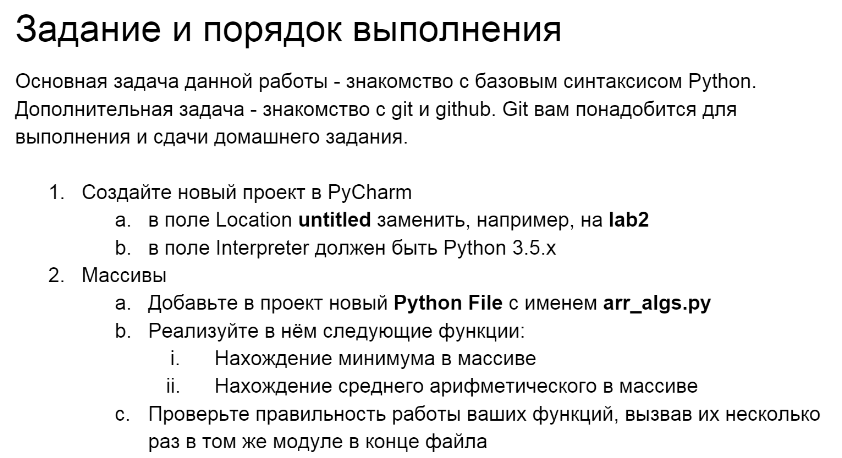 Задание и порядок выполнения
Основная задача данной работы - знакомство с базовым синтаксисом Python.
Дополнительная задача - знакомство с git и github. Git вам понадобится для
выполнения и сдачи домашнего задания.
1. Создайте новый проект в PyCharm
a. в поле Location untitled заменить, например, на lab2
b. в поле Interpreter должен быть Python 3.5.x
2. Массивы
a. Добавьте в проект новый Python File с именем arr_algs.py
b. Реализуйте в нём следующие функции:
i. Нахождение минимума в массиве
ii. Нахождение среднего арифметического в массиве
c. Проверьте правильность работы ваших функций, вызвав их несколько
раз в том же модуле в конце файла